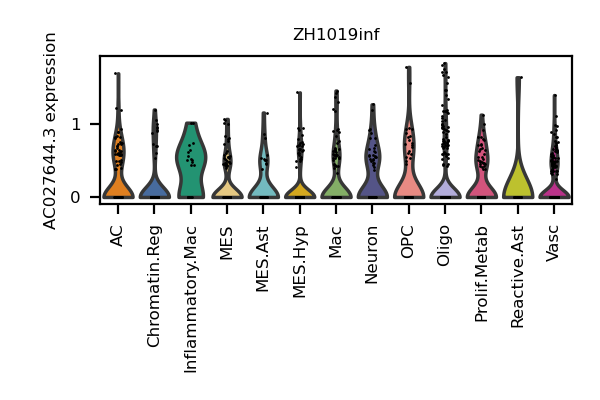 ZH1019inf
AC027644.3 expression
1
0
AC
Chromatin.Reg
Inflammatory.Mac
MES
MES.Ast
MES.Hyp
Mac
Neuron
OPC
Oligo
Prolif.Metab
Reactive.Ast
Vasc